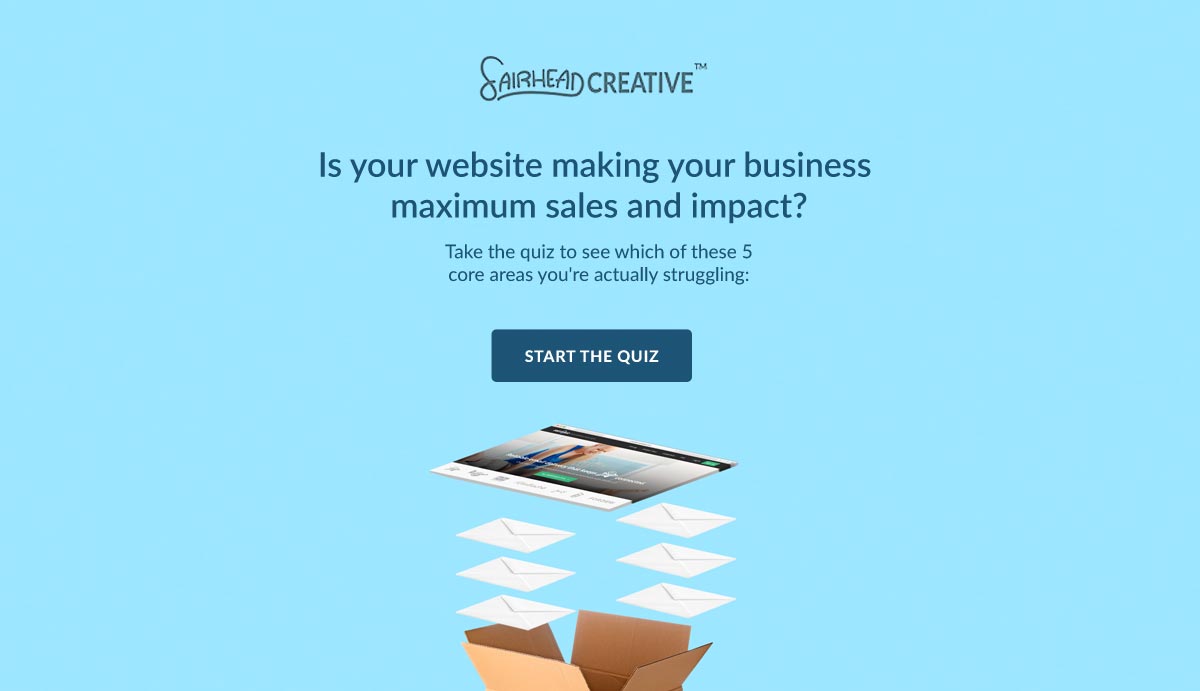 FAIRHEAD CREATIVE™
Is your website making your business
maximum sales and impact?
Take the quiz to see which of these 5
core areas you're actually struggling:
START THE QUIZ